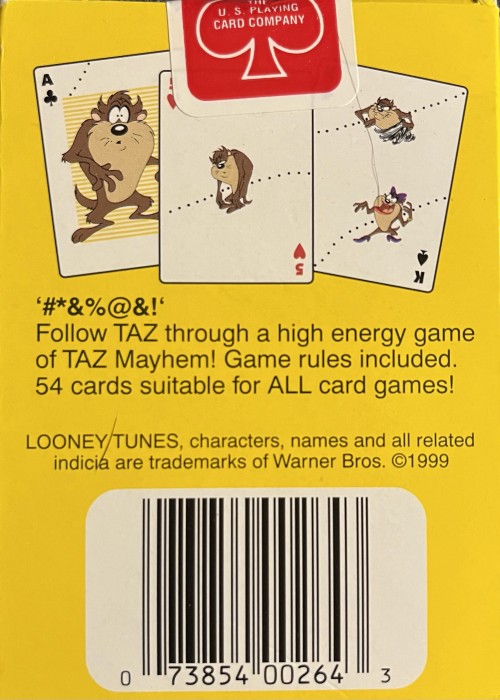 THE
U. S. PLAYING
CARD COMPANY
A
5
K
'#*&%@&!'
Follow TAZ through a high energy game
of TAZ Mayhem! Game rules included.
54 cards suitable for ALL card games!
LOONEY TUNES, characters, names and all related
indicia are trademarks of Warner Bros. ©1999
0 73854 00264 3